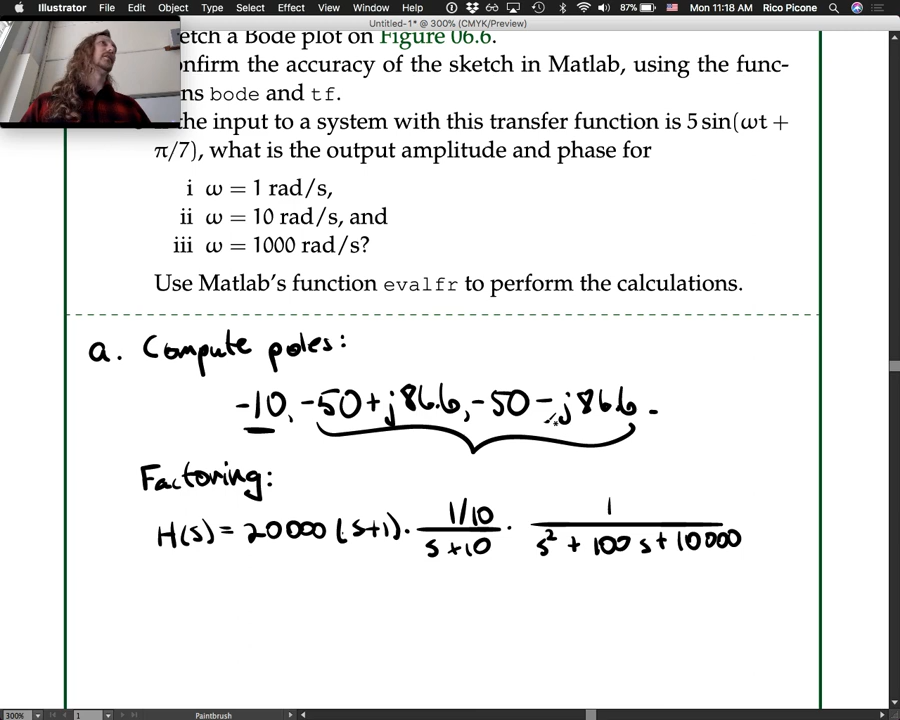 Illustrator File Edit Object Type Select Effect View Window Help 87% Mon 11:18 AM Rico Picone
Untitled-1* @ 300% (CMYK/Preview)
etch a Bode plot on Figure 06.6.
onfirm the accuracy of the sketch in Matlab, using the func-
ns bode and tf.
the input to a system with this transfer function is 5 sin(ωt +
π/7), what is the output amplitude and phase for
i ω = 1 rad/s,
ii ω = 10 rad/s, and
iii ω = 1000 rad/s?
Use Matlab's function evalfr to perform the calculations.
a. Compute poles:
-10, -50+j86.6, -50-j86.6.
Factoring:
H(s) = 20000 (s+1) · (1/10)/(s+10) · 1/(s² + 100s + 10000)
300% 1 Paintbrush